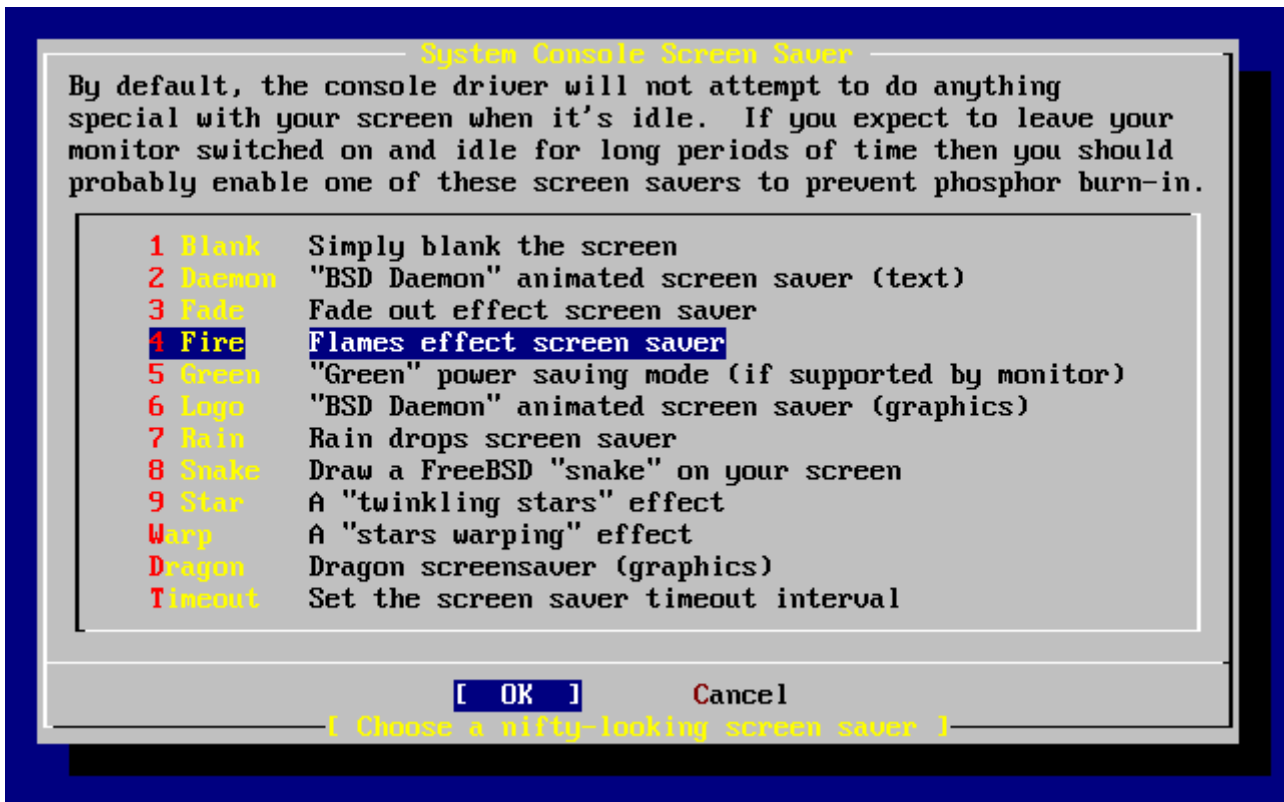 System Console Screen Saver
By default, the console driver will not attempt to do anything
special with your screen when it's idle.  If you expect to leave your
monitor switched on and idle for long periods of time then you should
probably enable one of these screen savers to prevent phosphor burn-in.
1 Blank   Simply blank the screen
2 Daemon  "BSD Daemon" animated screen saver (text)
3 Fade    Fade out effect screen saver
4 Fire    Flames effect screen saver
5 Green   "Green" power saving mode (if supported by monitor)
6 Logo    "BSD Daemon" animated screen saver (graphics)
7 Rain    Rain drops screen saver
8 Snake   Draw a FreeBSD "snake" on your screen
9 Star    A "twinkling stars" effect
Warp      A "stars warping" effect
Dragon    Dragon screensaver (graphics)
Timeout   Set the screen saver timeout interval
[  OK  ]       Cancel
[ Choose a nifty-looking screen saver ]